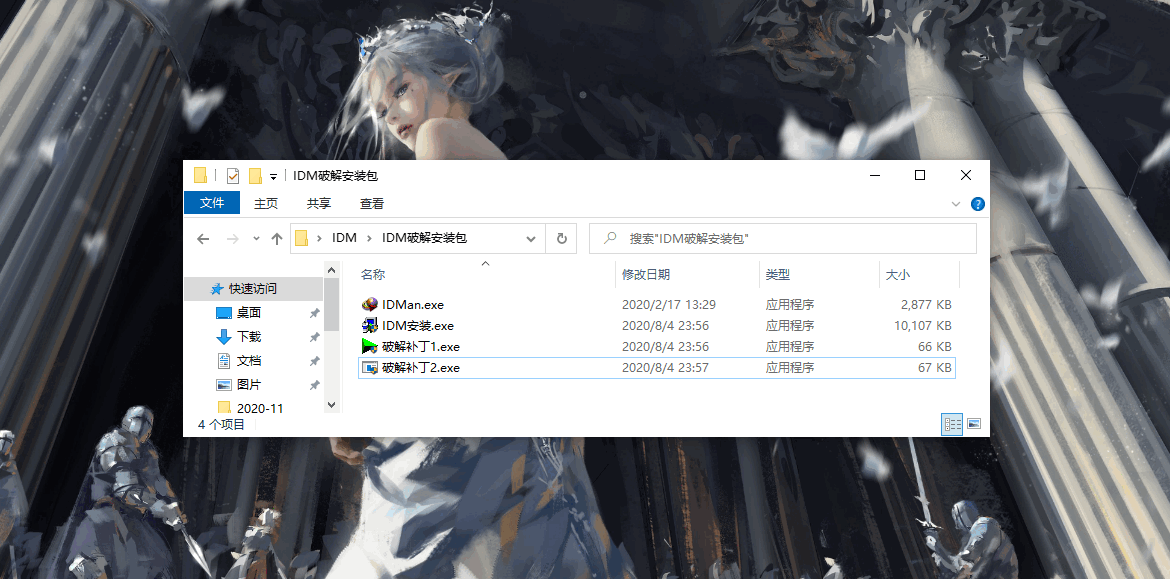 IDM破解安装包
文件 主页 共享 查看
IDM IDM破解安装包 搜索"IDM破解安装包"
名称 修改日期 类型 大小
快速访问
桌面
下载
文档
图片
2020-11
IDMan.exe 2020/2/17 13:29 应用程序 2,877 KB
IDM安装.exe 2020/8/4 23:56 应用程序 10,107 KB
破解补丁1.exe 2020/8/4 23:56 应用程序 66 KB
破解补丁2.exe 2020/8/4 23:57 应用程序 67 KB
4 个项目